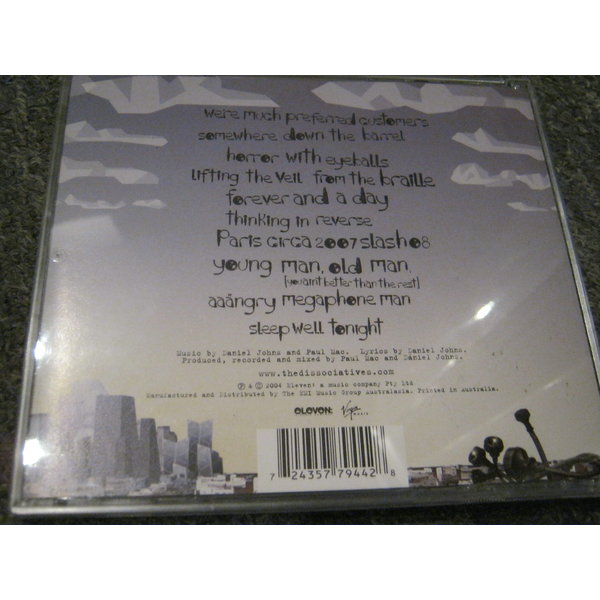 were much preferred customers
somewhere down the barrel
horror with eyeballs
lifting the veil from the braille
forever and a day
thinking in reverse
Paris circa 2007 slash 08
young man, old man,
[you aint better than the rest]
aaángry megaphone man
sleep well tonight
Music by Daniel Johns and Paul Mac. Lyrics by Daniel Johns.
Produced, recorded and mixed by Paul Mac and Daniel Johns.
www.thedissociatives.com
℗ & © 2004 Eleven: a music company Pty ltd
Manufactured and Distributed by The EMI Music Group Australasia. Printed in Australia.
eleven: Virgin
7 24357 79442 8